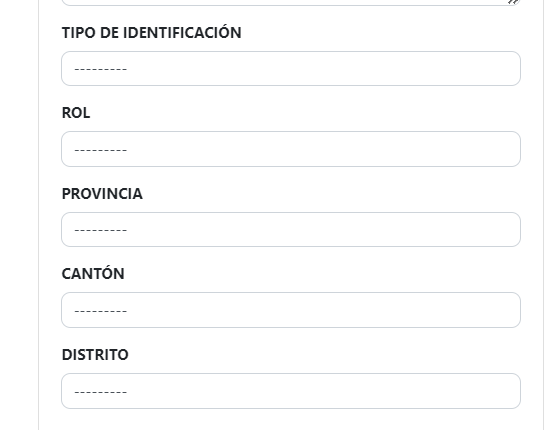 TIPO DE IDENTIFICACIÓN
---------
ROL
---------
PROVINCIA
---------
CANTÓN
---------
DISTRITO
---------